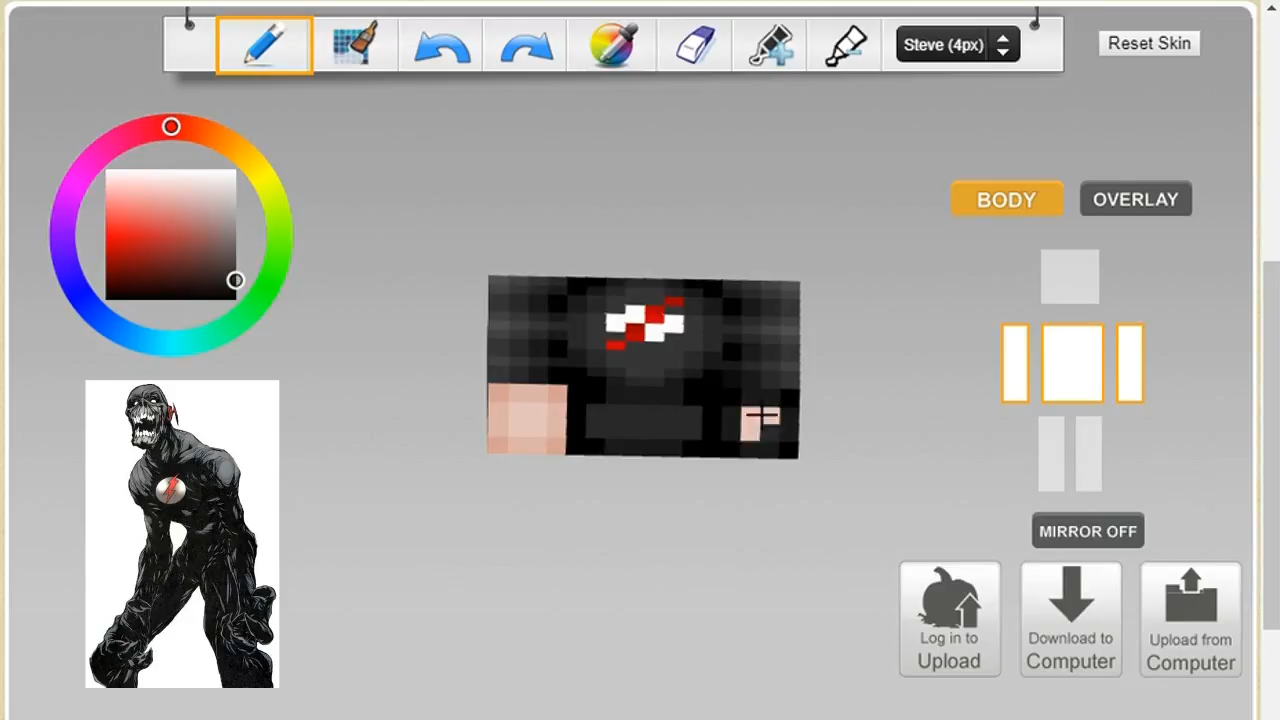 Steve (4px)
Reset Skin
BODY
OVERLAY
MIRROR OFF
Log in to
Upload
Download to
Computer
Upload from
Computer